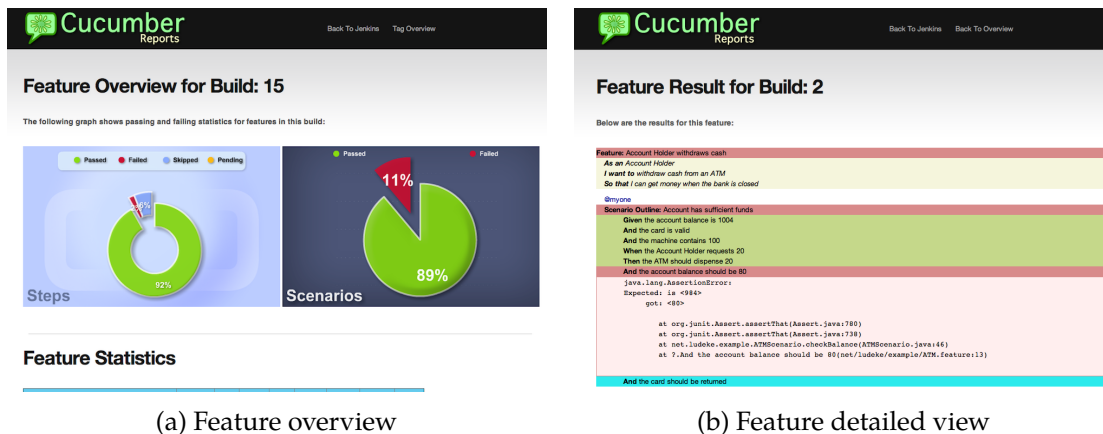 Cucumber
Reports
Back To Jenkins Tag Overview
Feature Overview for Build: 15
The following graph shows passing and failing statistics for features in this build:
Passed Failed Skipped Pending
92%
Steps
Passed Failed
11%
89%
Scenarios
Feature Statistics
(a) Feature overview
Cucumber
Reports
Back To Jenkins Back To Overview
Feature Result for Build: 2
Below are the results for this feature:
Feature: Account Holder withdraws cash
As an Account Holder
I want to withdraw cash from an ATM
So that I can get money when the bank is closed
@myone
Scenario Outline: Account has sufficient funds
Given the account balance is 1004
And the card is valid
And the machine contains 100
When the Account Holder requests 20
Then the ATM should dispense 20
And the account balance should be 80
java.lang.AssertionError:
Expected: is <984>
got: <80>
at org.junit.Assert.assertThat(Assert.java:780)
at org.junit.Assert.assertThat(Assert.java:738)
at net.ludeke.example.ATMScenario.checkBalance(ATMScenario.java:46)
at ?.And the account balance should be 80(net/ludeke/example/ATM.feature:13)
And the card should be returned
(b) Feature detailed view